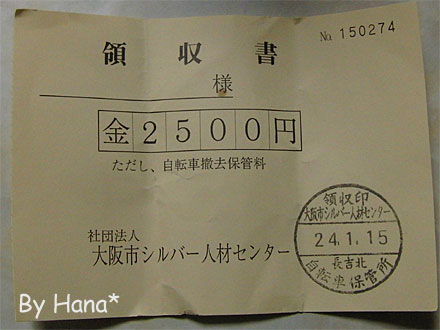 No. 150274
領収書
様
金2500円
ただし、自転車撤去保管料
社団法人
大阪市シルバー人材センター
領収印
大阪市シルバー人材センター
24.1.15
長吉北
自転車保管所
By Hana*